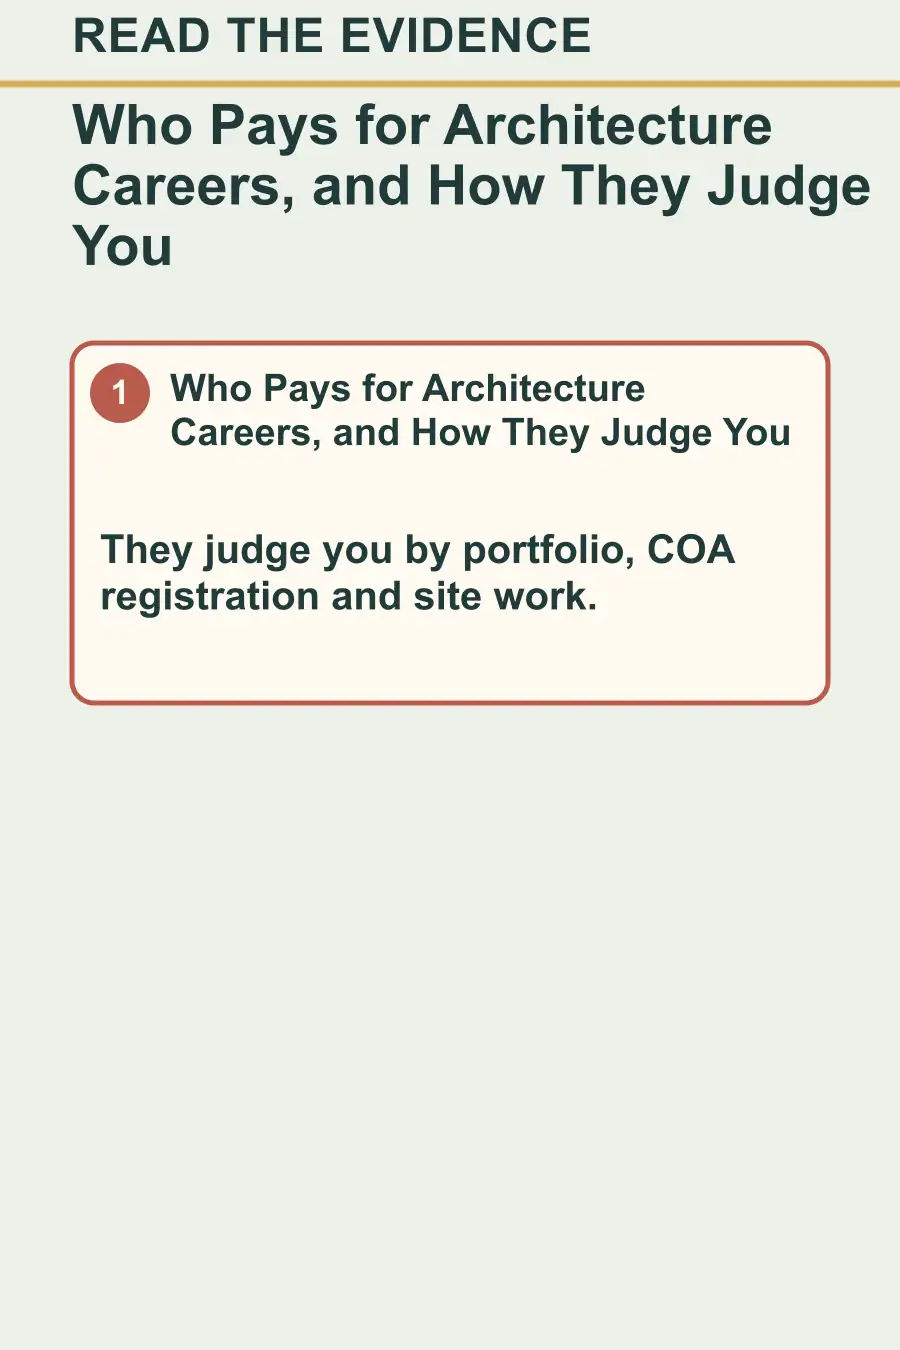 READ THE EVIDENCE
Who Pays for Architecture
Careers, and How They Judge
You
1
Who Pays for Architecture
Careers, and How They Judge You
They judge you by portfolio, COA
registration and site work.